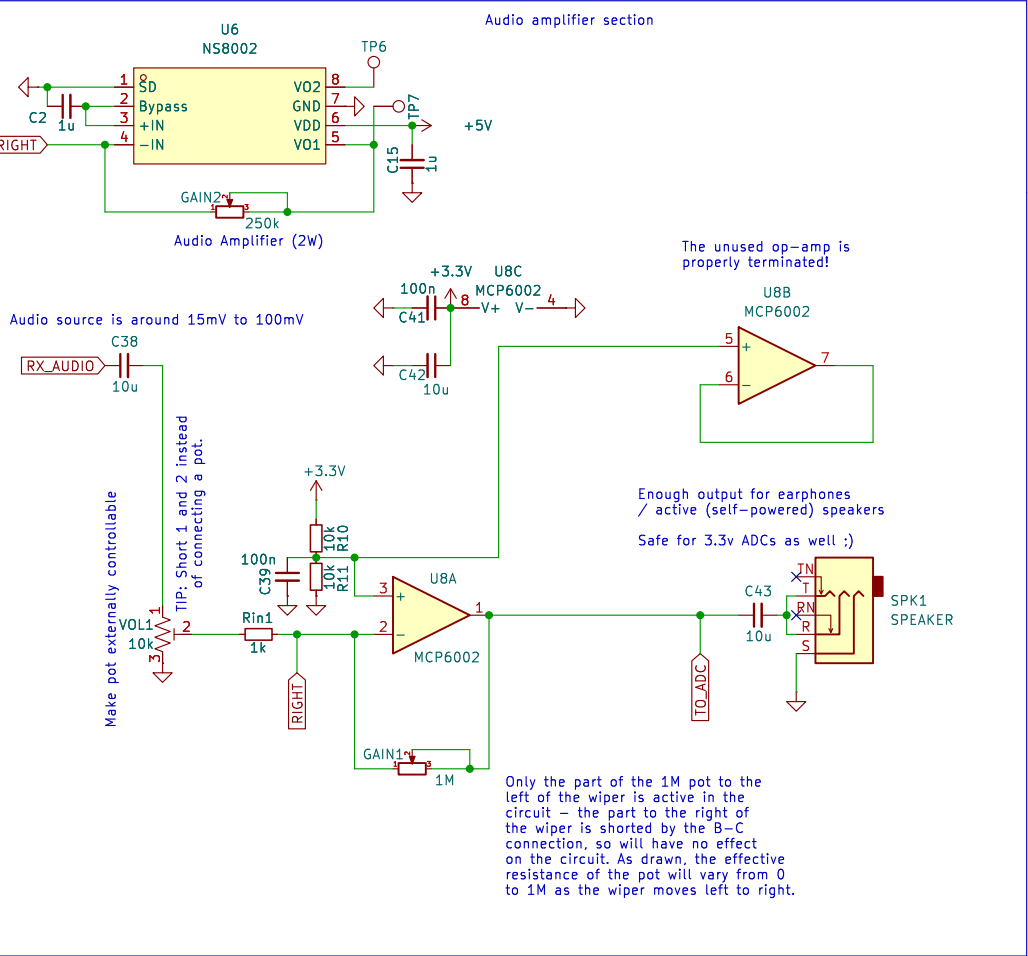 Audio amplifier section
U6
NS8002
TP6
1
SD
VO2
8
2
Bypass
GND
7
TP7
C2
1u
3
+IN
VDD
6
+5V
RIGHT
4
-IN
VO1
5
C15
1u
GAIN2
1
2
3
250k
Audio Amplifier (2W)
The unused op-amp is
properly terminated!
+3.3V
U8C
MCP6002
100n
C41
8
V+
V-
4
U8B
MCP6002
5
+
6
-
7
Audio source is around 15mV to 100mV
C38
RX_AUDIO
10u
C42
10u
TIP: Short 1 and 2 instead
of connecting a pot.
Make pot externally controllable
+3.3V
10k
R10
100n
C39
10k
R11
U8A
3
+
2
-
1
MCP6002
Enough output for earphones
/ active (self-powered) speakers
Safe for 3.3v ADCs as well :)
TN
T
RN
R
S
SPK1
SPEAKER
C43
10u
VOL1
10k
1
2
3
Rin1
1k
RIGHT
TO_ADC
GAIN1
1
2
3
1M
Only the part of the 1M pot to the
left of the wiper is active in the
circuit - the part to the right of
the wiper is shorted by the B-C
connection, so will have no effect
on the circuit. As drawn, the effective
resistance of the pot will vary from 0
to 1M as the wiper moves left to right.